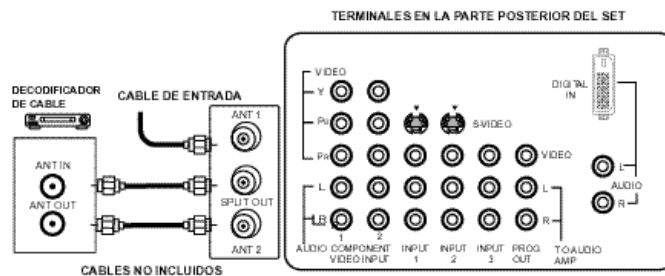 TERMINALES EN LA PARTE POSTERIOR DEL SET
DECODIFICADOR
DE CABLE
CABLE DE ENTRADA
ANT 1
ANT IN
ANT OUT
SPLIT OUT
ANT 2
CABLES NO INCLUIDOS
VIDEO
Y
PB
PR
S-VIDEO
VIDEO
L
R
L
R
AUDIO
COMPONENT
VIDEO INPUT
1
2
INPUT
1
INPUT
2
INPUT
3
PROG
OUT
TO AUDIO
AMP
DIGITAL
IN
L
AUDIO
R